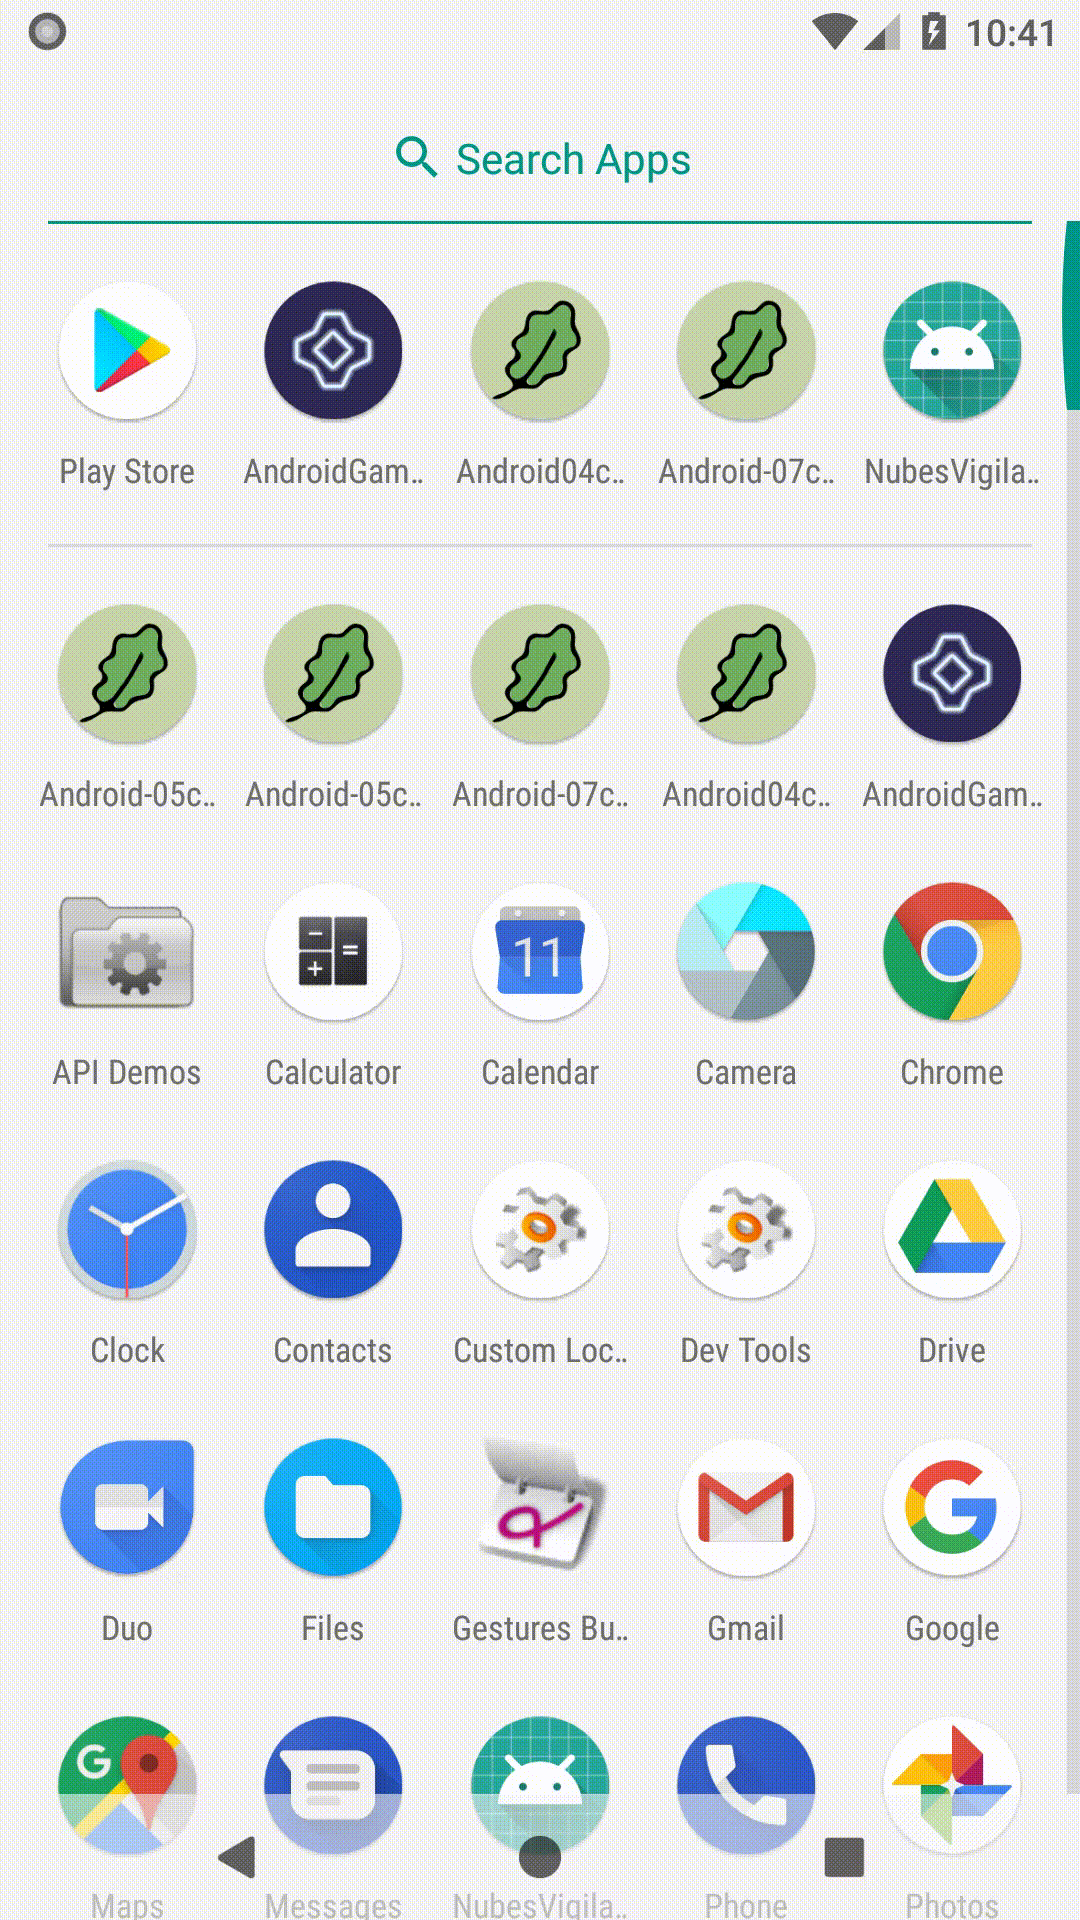 10:41
Search Apps
Play Store
AndroidGam..
Android04c..
Android-07c..
NubesVigila..
Android-05c..
Android-05c..
Android-07c..
Android04c..
AndroidGam..
11
API Demos
Calculator
Calendar
Camera
Chrome
Clock
Contacts
Custom Loc..
Dev Tools
Drive
Duo
Files
Gestures Bu..
Gmail
Google
G
Maps
Messages
NubesVigila..
Phone
Photos